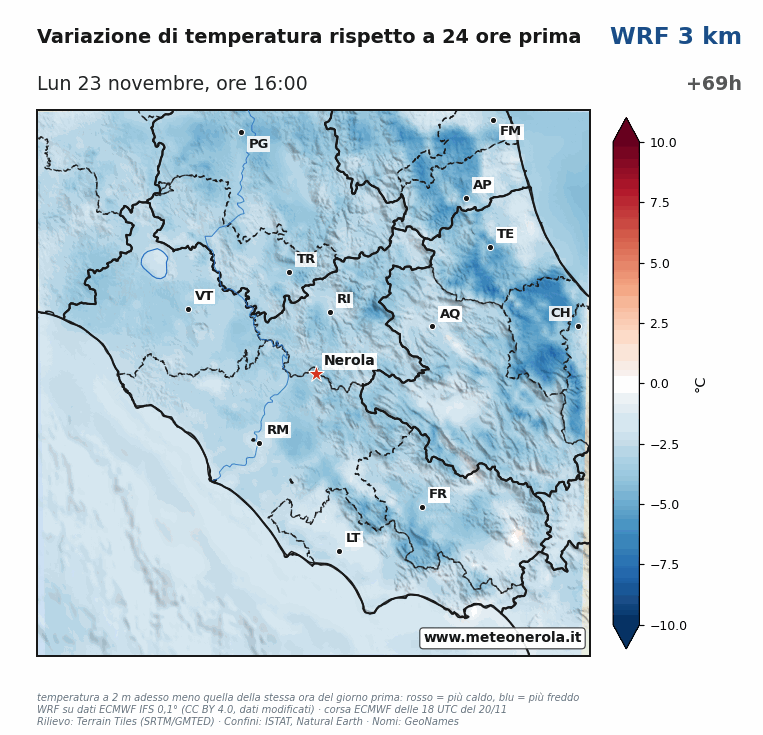 Variazione di temperatura rispetto a 24 ore prima
WRF 3 km
Lun 23 novembre, ore 16:00
+69h
PG
FM
AP
TE
TR
RI
VT
AQ
CH
Nerola
RM
FR
LT
www.meteonerola.it
10.0
7.5
5.0
2.5
0.0
−2.5
−5.0
−7.5
−10.0
°C
temperatura a 2 m adesso meno quella della stessa ora del giorno prima: rosso = più caldo, blu = più freddo
WRF su dati ECMWF IFS 0,1° (CC BY 4.0, dati modificati) · corsa ECMWF delle 18 UTC del 20/11
Rilievo: Terrain Tiles (SRTM/GMTED) · Confini: ISTAT, Natural Earth · Nomi: GeoNames